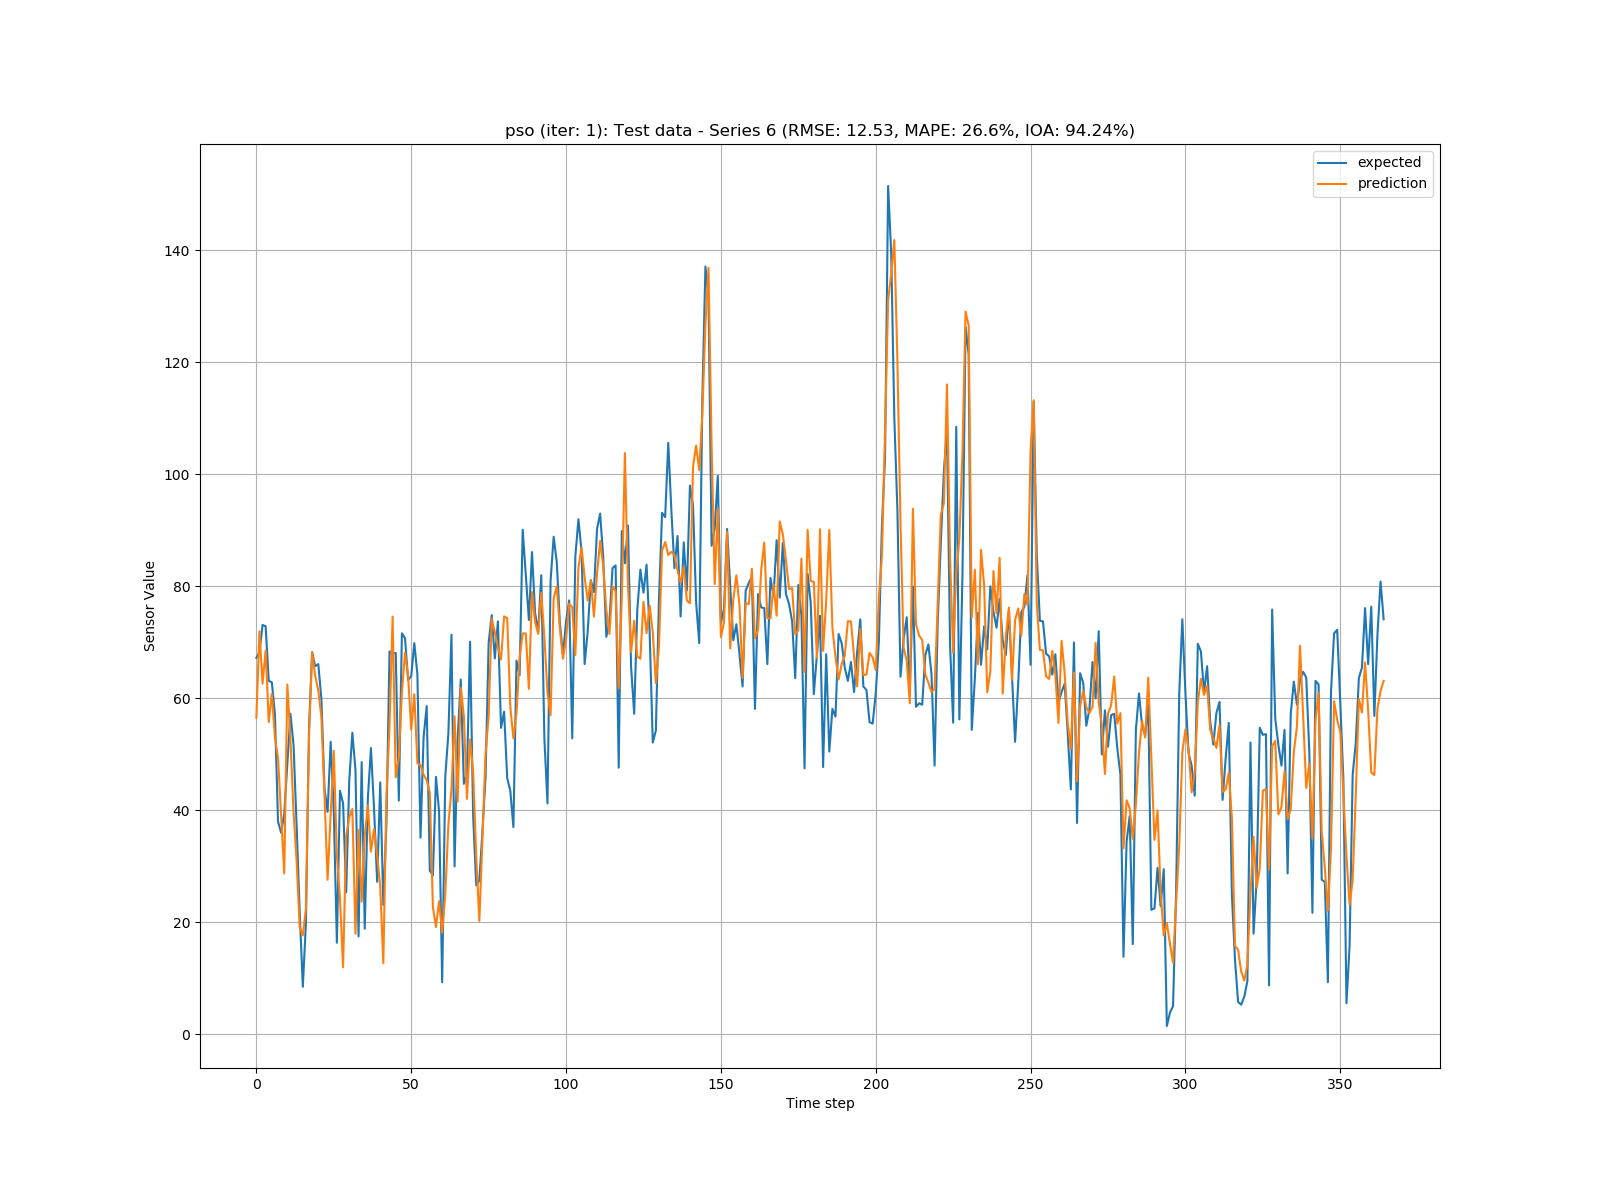 pso (iter: 1): Test data - Series 6 (RMSE: 12.53, MAPE: 26.6%, IOA: 94.24%)
expected
prediction
Sensor Value
140
120
100
80
60
40
20
0
0 50 100 150 200 250 300 350
Time step